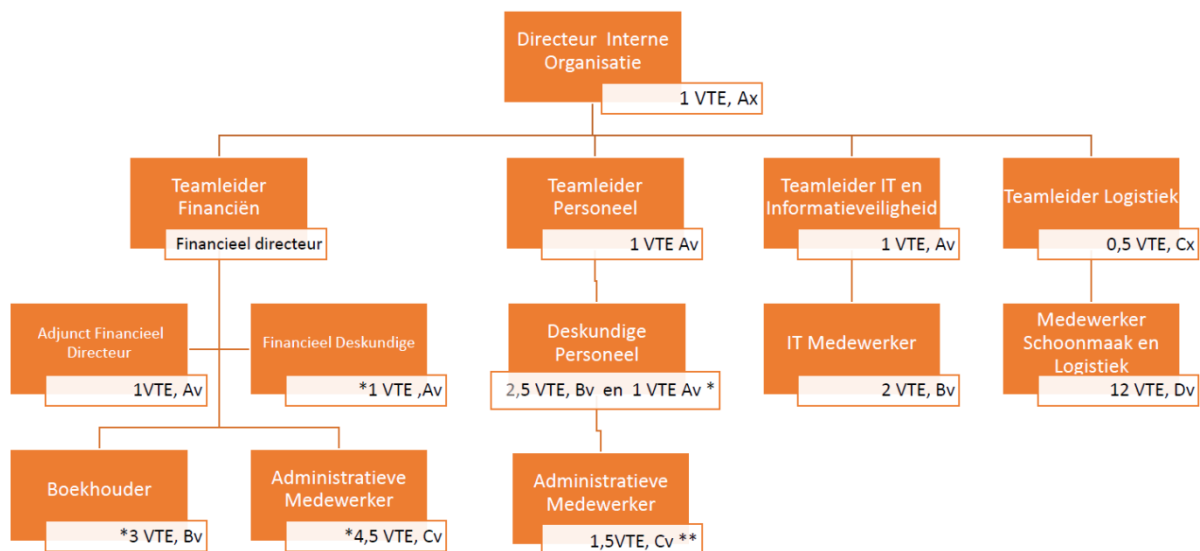 Directeur Interne
Organisatie
1 VTE, Ax
Teamleider
Financiën
Financieel directeur
Teamleider
Personeel
1 VTE Av
Teamleider IT en
Informatieveiligheid
1 VTE, Av
Teamleider Logistiek
0,5 VTE, Cx
Adjunct Financieel
Directeur
1VTE, Av
Financieel Deskundige
*1 VTE ,Av
Deskundige
Personeel
2,5 VTE, Bv en 1 VTE Av *
IT Medewerker
2 VTE, Bv
Medewerker
Schoonmaak en
Logistiek
12 VTE, Dv
Boekhouder
*3 VTE, Bv
Administratieve
Medewerker
*4,5 VTE, Cv
Administratieve
Medewerker
1,5VTE, Cv **